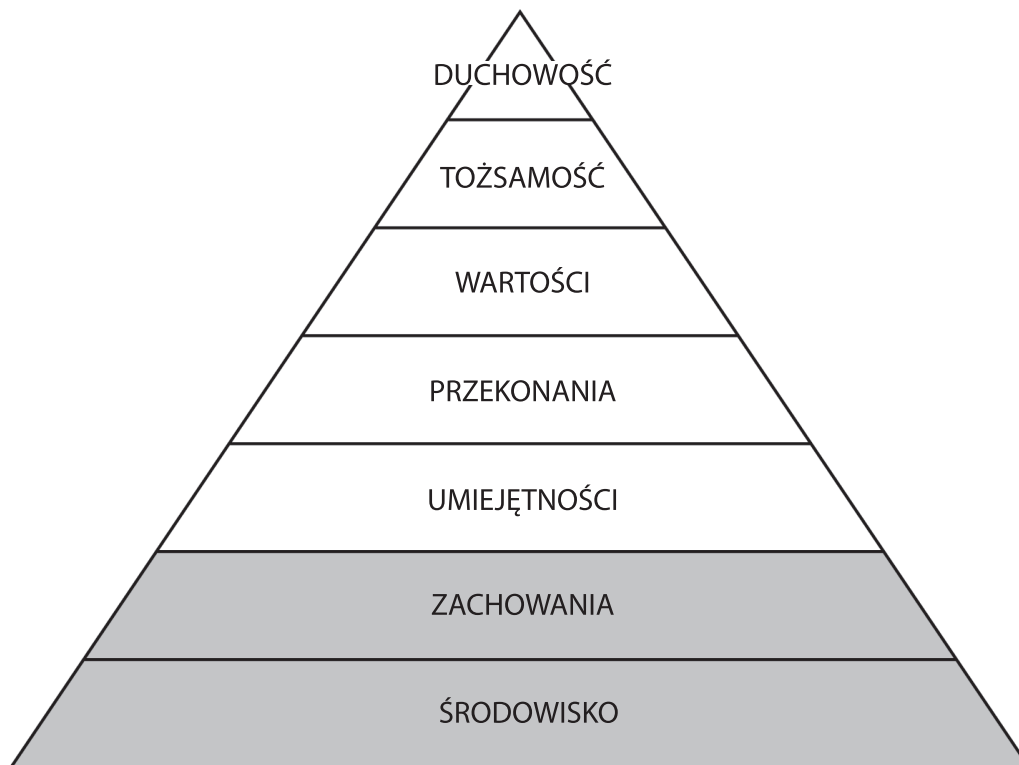 DUCHOWOŚĆ
TOŻSAMOŚĆ
WARTOŚCI
PRZEKONANIA
UMIEJĘTNOŚCI
ZACHOWANIA
ŚRODOWISKO